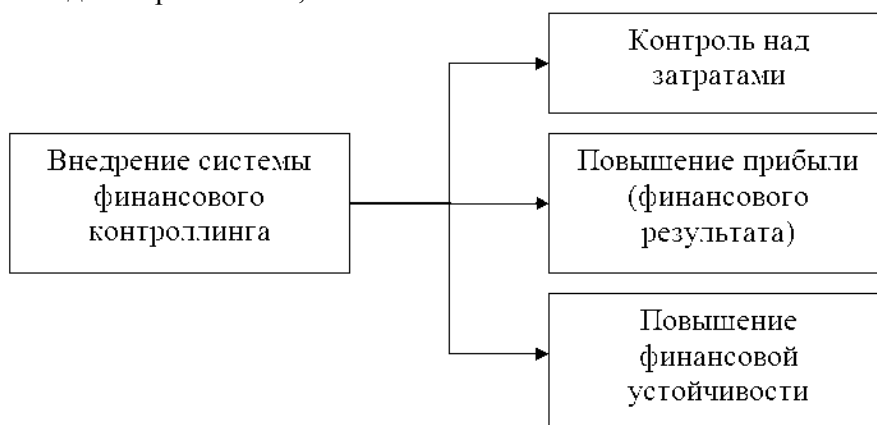 Контроль над
затратами
Внедрение системы
финансового
контроллинга
Повышение прибыли
(финансового
результата)
Повышение
финансовой
устойчивости